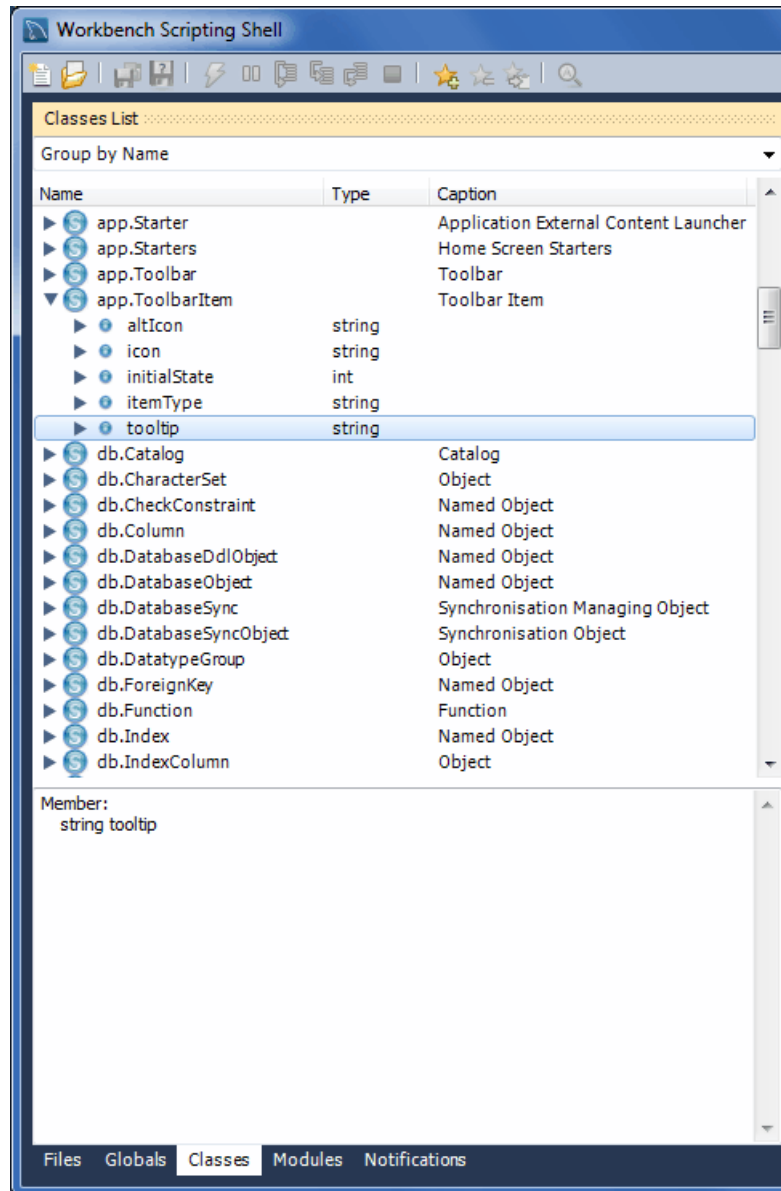 Workbench Scripting Shell
Classes List
Group by Name
Name Type Caption
app.Starter Application External Content Launcher
app.Starters Home Screen Starters
app.Toolbar Toolbar
app.ToolbarItem Toolbar Item
altIcon string
icon string
initialState int
itemType string
tooltip string
db.Catalog Catalog
db.CharacterSet Object
db.CheckConstraint Named Object
db.Column Named Object
db.DatabaseDdlObject Named Object
db.DatabaseObject Named Object
db.DatabaseSync Synchronisation Managing Object
db.DatabaseSyncObject Synchronisation Object
db.DatatypeGroup Object
db.ForeignKey Named Object
db.Function Function
db.Index Named Object
db.IndexColumn Object
Member:
string tooltip
Files Globals Classes Modules Notifications